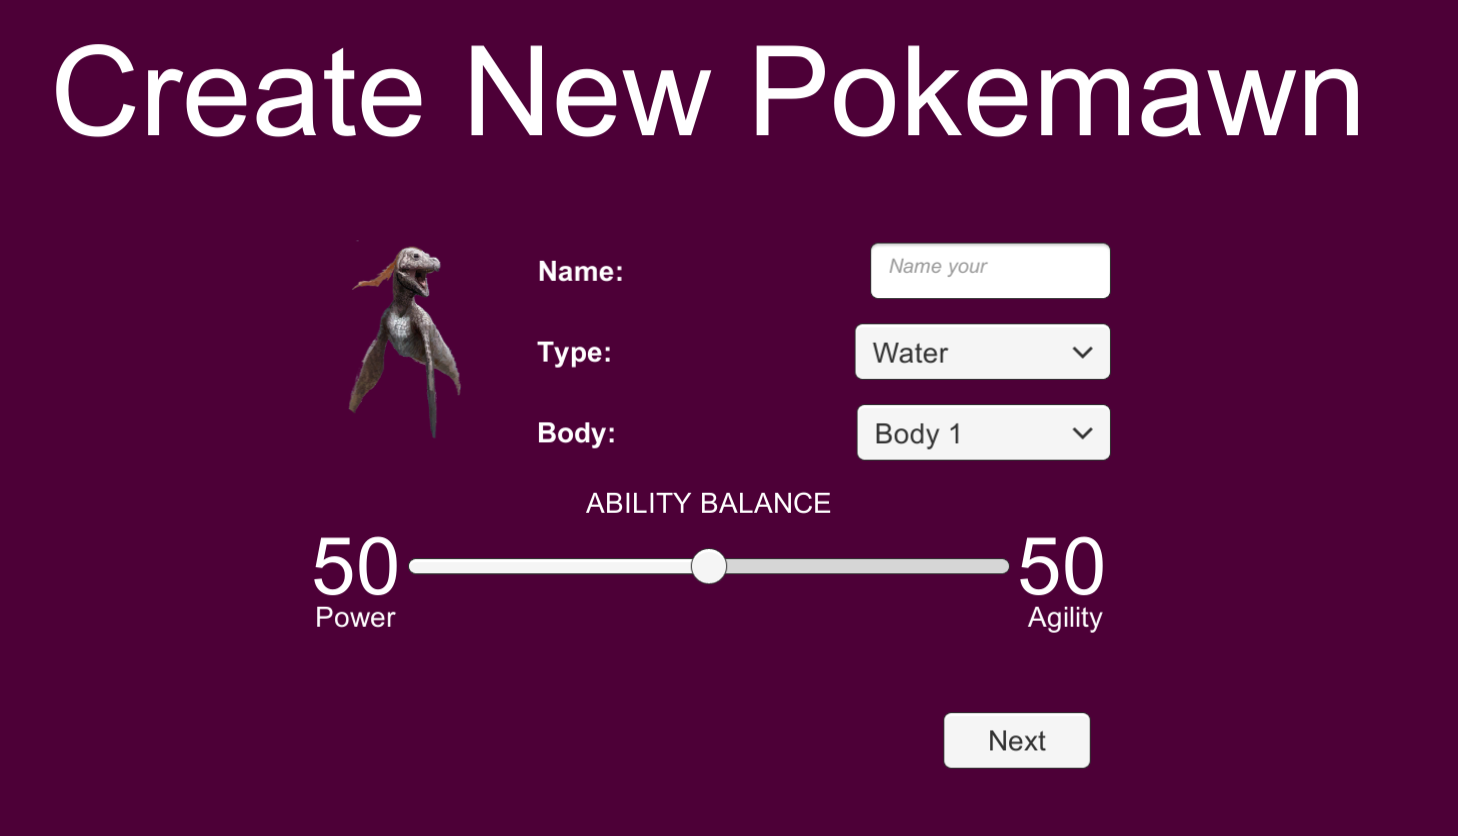 Create New Pokemawn
Name:
Name your
Type:
Water
Body:
Body 1
ABILITY BALANCE
50
50
Power
Agility
Next